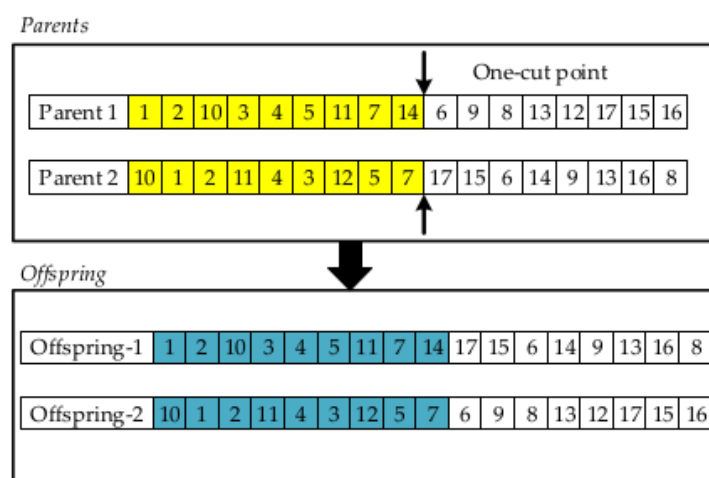 Parents
One-cut point
Parent 1 1 2 10 3 4 5 11 7 14 6 9 8 13 12 17 15 16
Parent 2 10 1 2 11 4 3 12 5 7 17 15 6 14 9 13 16 8
Offspring
Offspring-1 1 2 10 3 4 5 11 7 14 17 15 6 14 9 13 16 8
Offspring-2 10 1 2 11 4 3 12 5 7 6 9 8 13 12 17 15 16